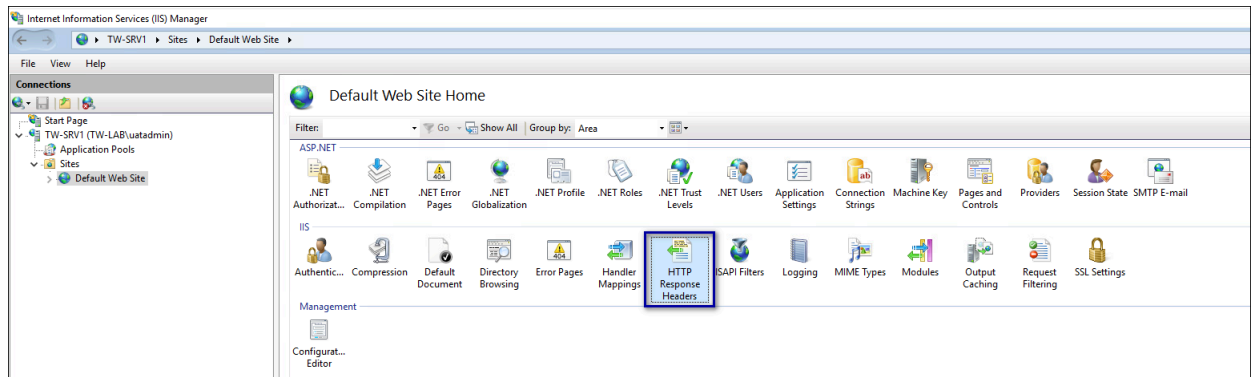 Internet Information Services (IIS) Manager
TW-SRV1 Sites Default Web Site
File View Help
Connections
Start Page
TW-SRV1 (TW-LAB\uatadmin)
Application Pools
Sites
Default Web Site
Default Web Site Home
Filter: Go Show All Group by: Area
ASP.NET
.NET Authorizat...
.NET Compilation
.NET Error Pages
.NET Globalization
.NET Profile
.NET Roles
.NET Trust Levels
.NET Users
Application Settings
Connection Strings
Machine Key
Pages and Controls
Providers
Session State
SMTP E-mail
IIS
Authentic...
Compression
Default Document
Directory Browsing
Error Pages
Handler Mappings
HTTP Response Headers
ISAPI Filters
Logging
MIME Types
Modules
Output Caching
Request Filtering
SSL Settings
Management
Configurat... Editor